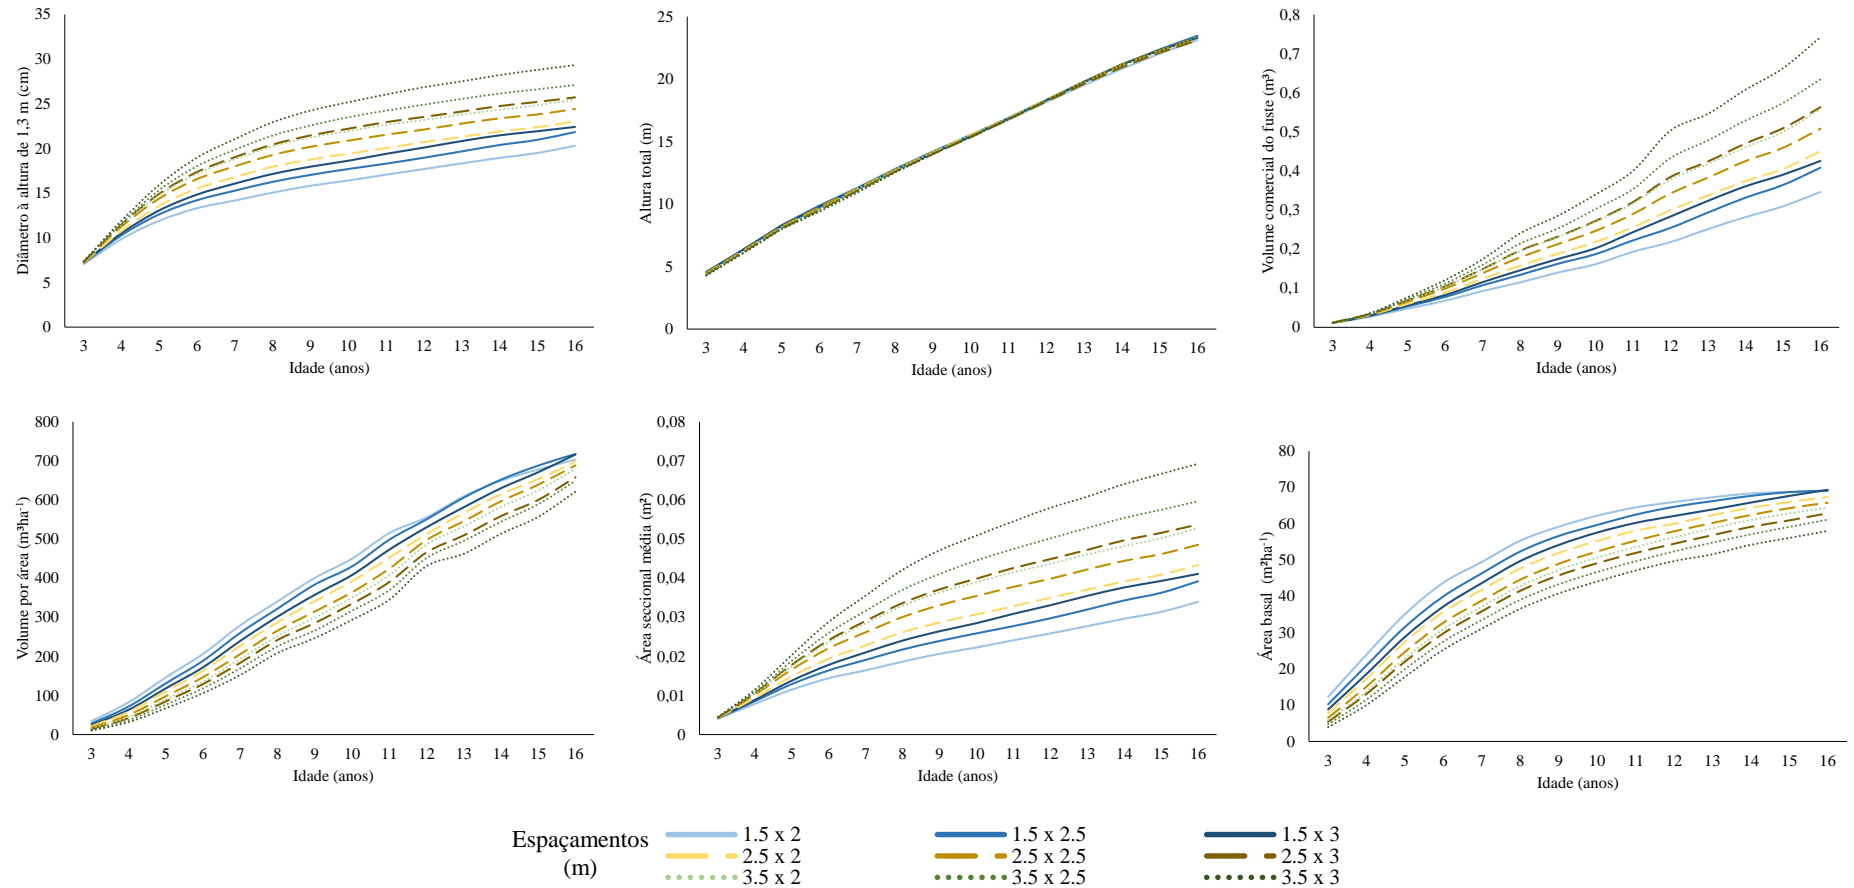 Diâmetro à altura de 1,3 m (cm)
35
30
25
20
15
10
5
0
3 4 5 6 7 8 9 10 11 12 13 14 15 16
Idade (anos)
Altura total (m)
25
20
15
10
5
0
3 4 5 6 7 8 9 10 11 12 13 14 15 16
Idade (anos)
Volume comercial do fuste (m³)
0,8
0,7
0,6
0,5
0,4
0,3
0,2
0,1
0
3 4 5 6 7 8 9 10 11 12 13 14 15 16
Idade (anos)
Volume por área (m³ha⁻¹)
800
700
600
500
400
300
200
100
0
3 4 5 6 7 8 9 10 11 12 13 14 15 16
Idade (anos)
Área seccional média (m²)
0,08
0,07
0,06
0,05
0,04
0,03
0,02
0,01
0
3 4 5 6 7 8 9 10 11 12 13 14 15 16
Idade (anos)
Área basal (m²ha⁻¹)
80
70
60
50
40
30
20
10
0
3 4 5 6 7 8 9 10 11 12 13 14 15 16
Idade (anos)
Espaçamentos
(m)
1.5 x 2 1.5 x 2.5 1.5 x 3
2.5 x 2 2.5 x 2.5 2.5 x 3
3.5 x 2 3.5 x 2.5 3.5 x 3